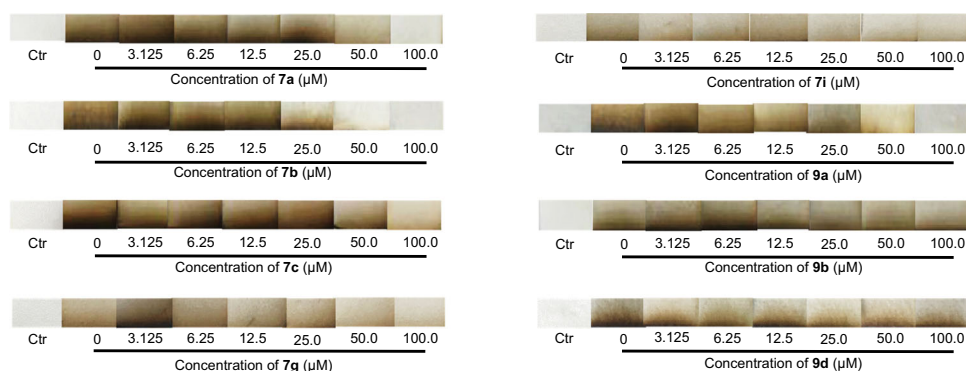 Ctr 0 3.125 6.25 12.5 25.0 50.0 100.0
Concentration of 7a (µM)
Ctr 0 3.125 6.25 12.5 25.0 50.0 100.0
Concentration of 7b (µM)
Ctr 0 3.125 6.25 12.5 25.0 50.0 100.0
Concentration of 7c (µM)
Ctr 0 3.125 6.25 12.5 25.0 50.0 100.0
Concentration of 7g (µM)
Ctr 0 3.125 6.25 12.5 25.0 50.0 100.0
Concentration of 7i (µM)
Ctr 0 3.125 6.25 12.5 25.0 50.0 100.0
Concentration of 9a (µM)
Ctr 0 3.125 6.25 12.5 25.0 50.0 100.0
Concentration of 9b (µM)
Ctr 0 3.125 6.25 12.5 25.0 50.0 100.0
Concentration of 9d (µM)